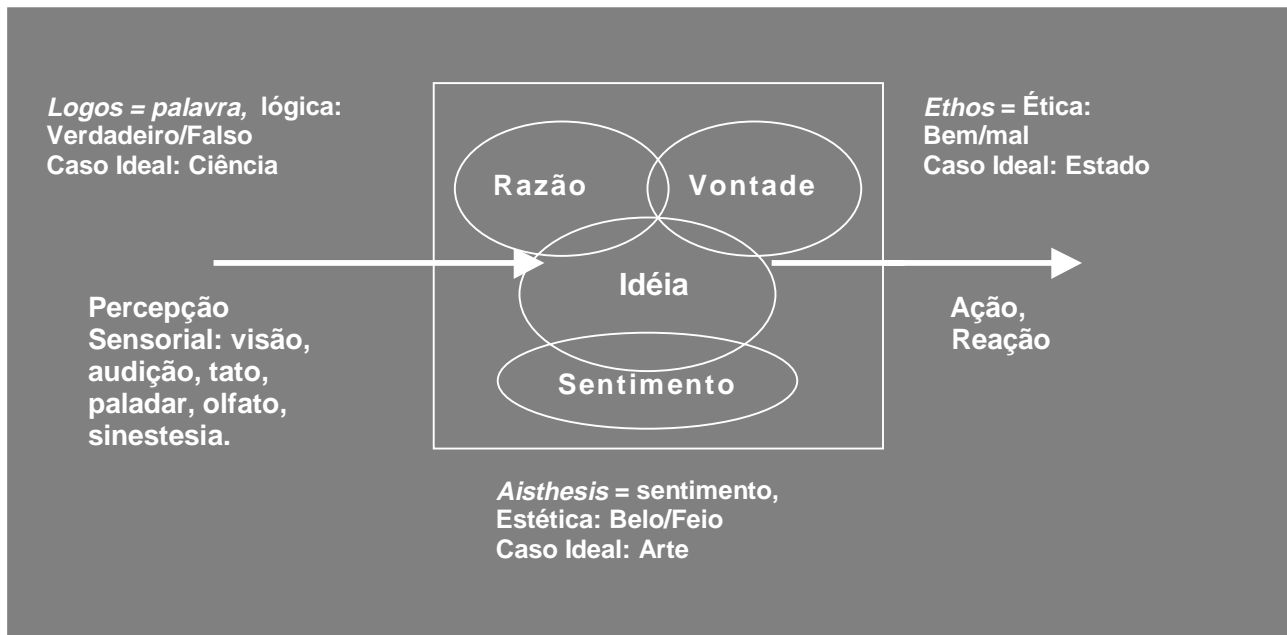 Logos = palavra, lógica:
Verdadeiro/Falso
Caso Ideal: Ciência
Ethos = Ética:
Bem/mal
Caso Ideal: Estado
Razão
Vontade
Idéia
Sentimento
Percepção
Sensorial: visão,
audição, tato,
paladar, olfato,
sinestesia.
Ação,
Reação
Aisthesis = sentimento,
Estética: Belo/Feio
Caso Ideal: Arte